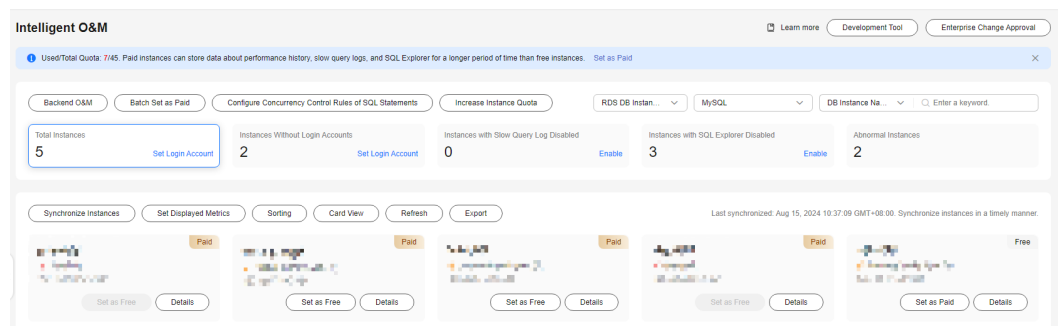 Intelligent O&M
Learn more
Development Tool
Enterprise Change Approval
Used/Total Quota: 7/45. Paid instances can store data about performance history, slow query logs, and SQL Explorer for a longer period of time than free instances. Set as Paid
Backend O&M
Batch Set as Paid
Configure Concurrency Control Rules of SQL Statements
Increase Instance Quota
RDS DB Instan...
MySQL
DB Instance Na...
Enter a keyword.
Total Instances
5
Set Login Account
Instances Without Login Accounts
2
Set Login Account
Instances with Slow Query Log Disabled
0
Enable
Instances with SQL Explorer Disabled
3
Enable
Abnormal Instances
2
Synchronize Instances
Set Displayed Metrics
Sorting
Card View
Refresh
Export
Last synchronized: Aug 15, 2024 10:37:09 GMT+08:00. Synchronize instances in a timely manner.
Paid
Set as Free
Details
Paid
Set as Free
Details
Paid
Set as Free
Details
Paid
Set as Free
Details
Free
Set as Paid
Details